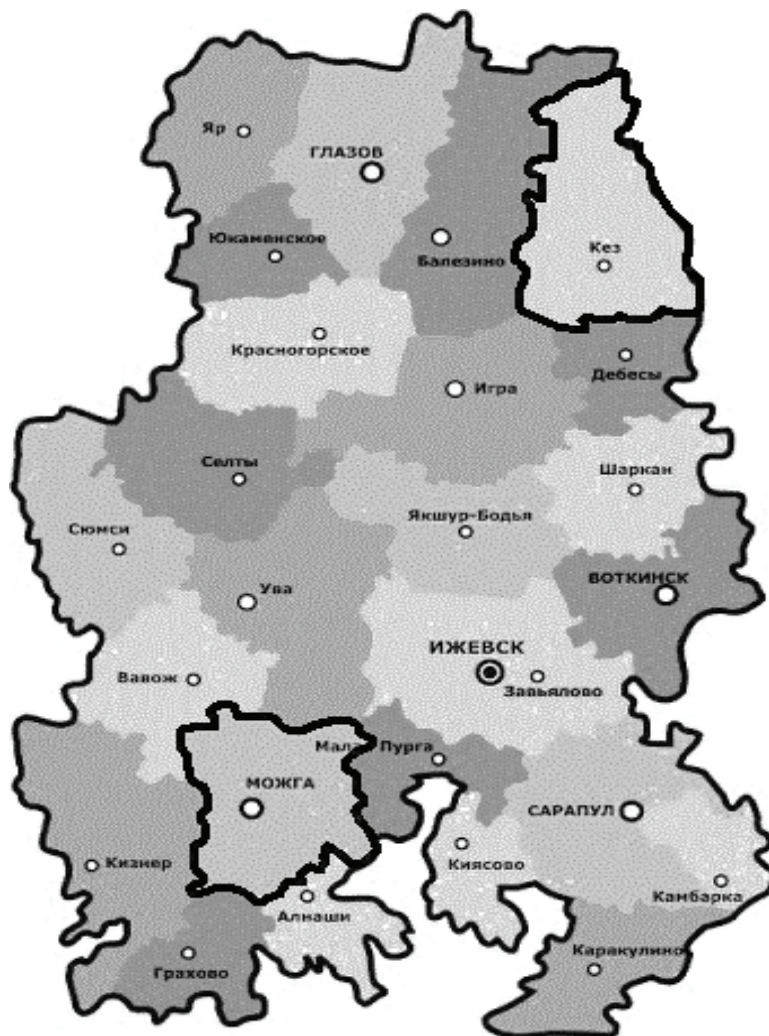 Яр
ГЛАЗОВ
Юкаменское
Балезино
Кез
Красногорское
Дебесы
Игра
Селты
Шаркан
Якшур-Бодья
Сюмси
Ува
ВОТКИНСК
ИЖЕВСК
Вавож
Завьялово
Малая Пурга
МОЖГА
САРАПУЛ
Кизнер
Киясово
Камбарка
Алнаши
Каракулино
Грахово